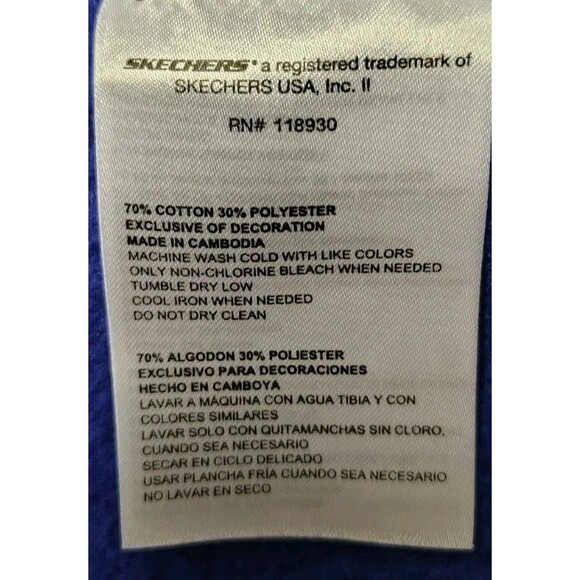 SKECHERS® a registered trademark of
SKECHERS USA, Inc. II
RN# 118930
70% COTTON 30% POLYESTER
EXCLUSIVE OF DECORATION
MADE IN CAMBODIA
MACHINE WASH COLD WITH LIKE COLORS
ONLY NON-CHLORINE BLEACH WHEN NEEDED
TUMBLE DRY LOW
COOL IRON WHEN NEEDED
DO NOT DRY CLEAN
70% ALGODON 30% POLIESTER
EXCLUSIVO PARA DECORACIONES
HECHO EN CAMBOYA
LAVAR A MÁQUINA CON AGUA TIBIA Y CON
COLORES SIMILARES
LAVAR SOLO CON QUITAMANCHAS SIN CLORO,
CUANDO SEA NECESARIO
SECAR EN CICLO DELICADO
USAR PLANCHA FRÍA CUANDO SEA NECESARIO
NO LAVAR EN SECO